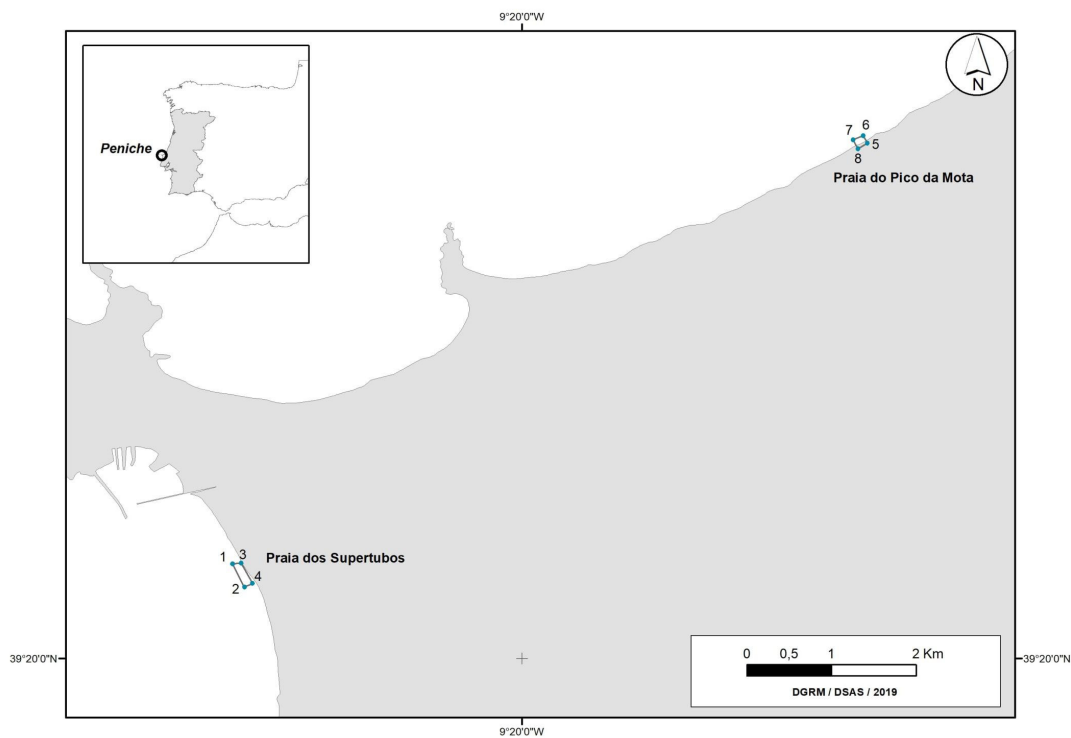 9°20'0"W
Peniche
N
7
6
5
8
Praia do Pico da Mota
1
3
Praia dos Supertubos
4
2
39°20'0"N
39°20'0"N
0 0,5 1 2 Km
DGRM / DSAS / 2019
9°20'0"W